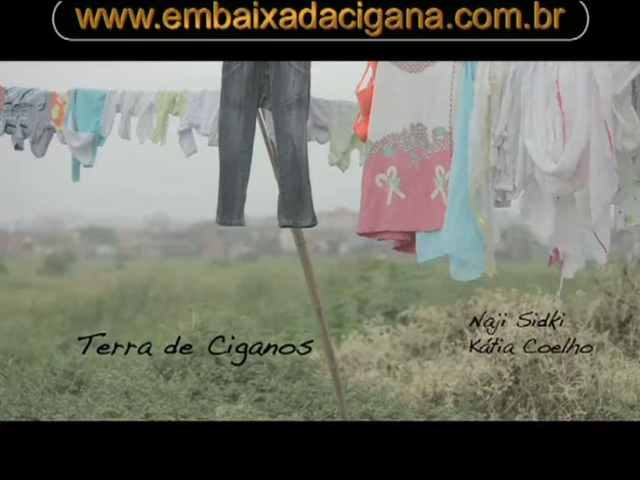 www.embaixadacigana.com.br
Naji Sidki
Terra de Ciganos
Kátia Coelho